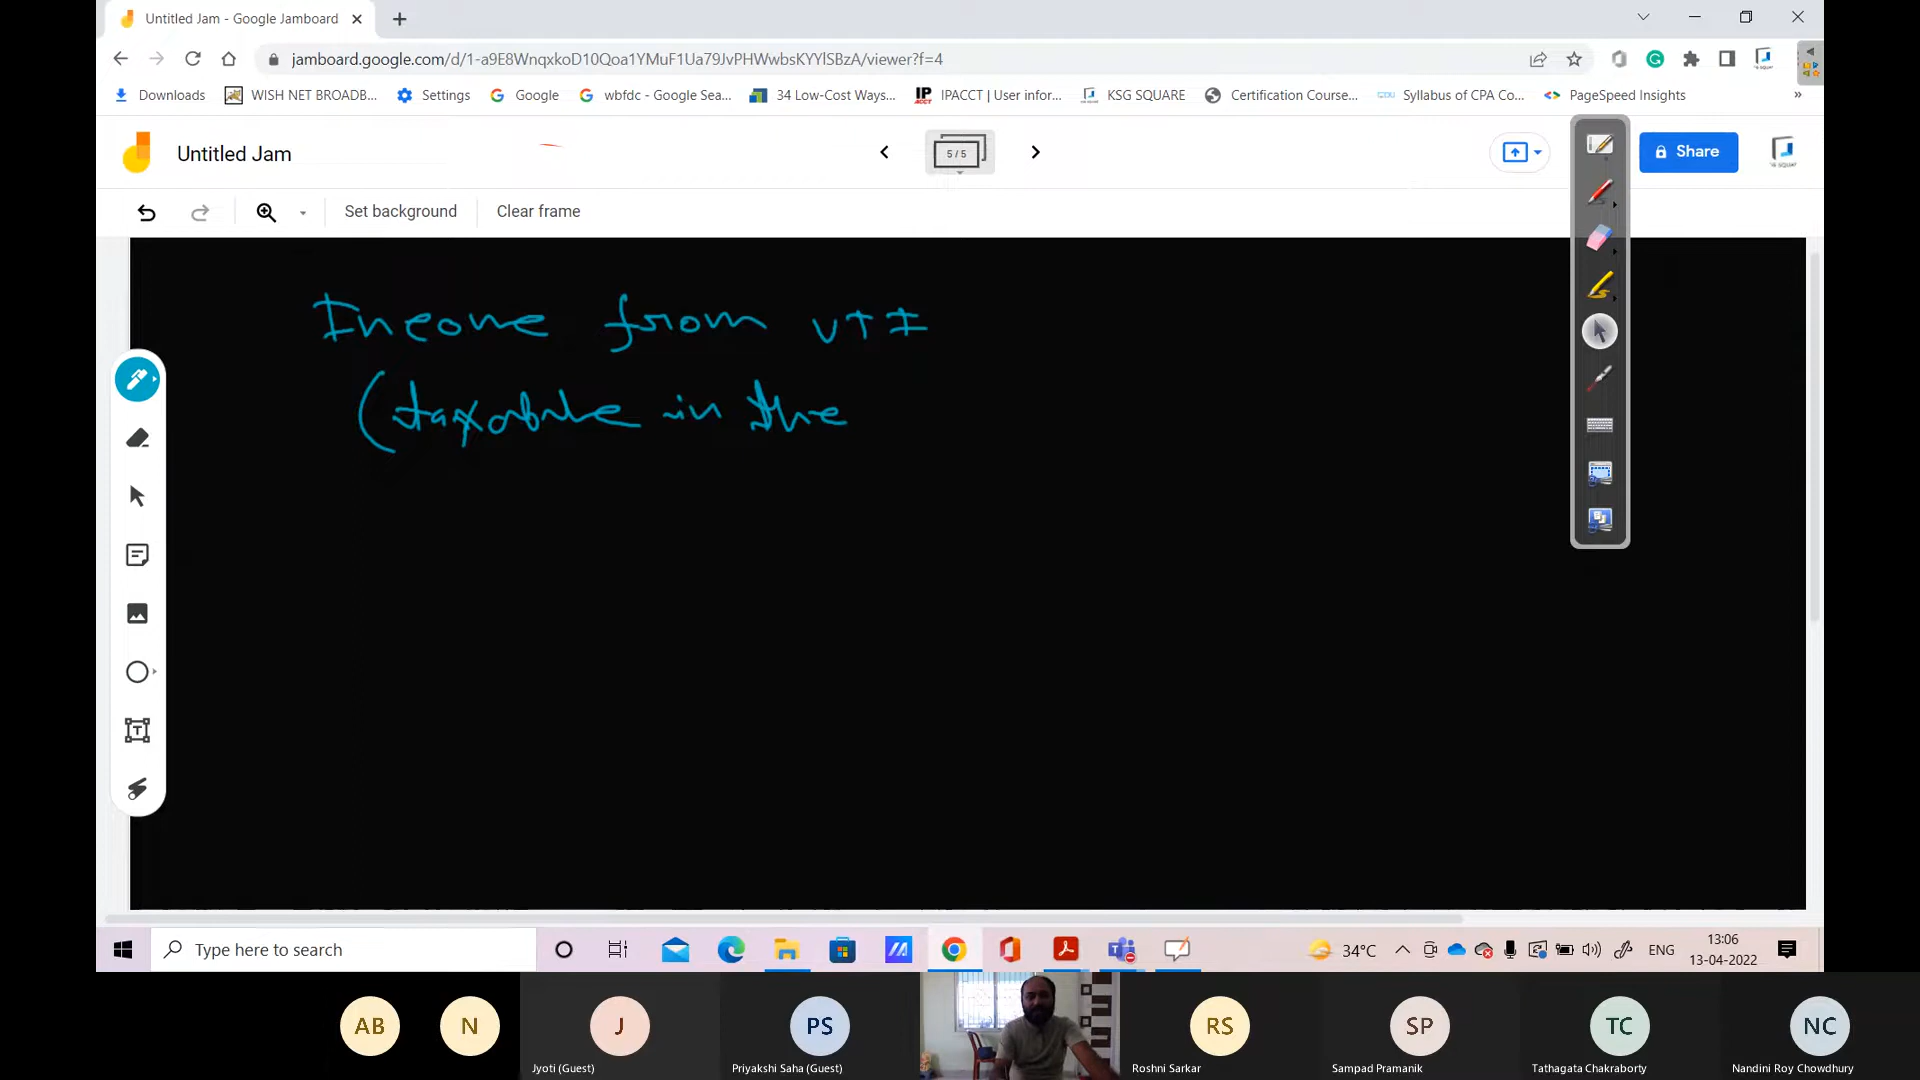 Untitled Jam - Google Jamboard
jamboard.google.com/d/1-a9E8WnqxkoD10Qoa1YMuF1Ua79JvPHWwbsKYYlSBzA/viewer?f=4
Downloads WISH NET BROADB... Settings Google wbfdc - Google Sea... 34 Low-Cost Ways... IPACCT | User infor... KSG SQUARE Certification Course... Syllabus of CPA Co... PageSpeed Insights »
Untitled Jam 5 / 5 Share
Set background Clear frame
Income from UTI
(taxable in the
Type here to search 34°C ENG 13:06
13-04-2022
AB N J PS RS SP TC NC
Jyoti (Guest) Priyakshi Saha (Guest) Roshni Sarkar Sampad Pramanik Tathagata Chakraborty Nandini Roy Chowdhury